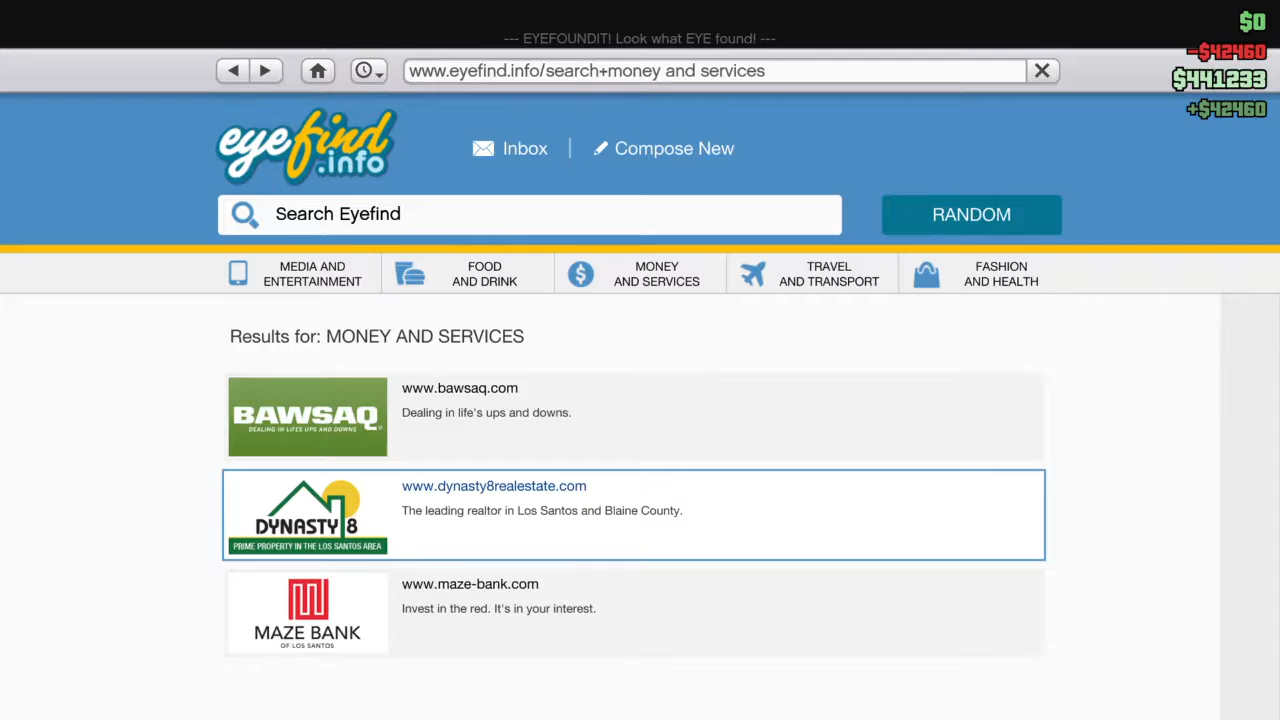 --- EYEFOUNDIT! Look what EYE found! ---
$0
-$42460
$441233
+$42460
www.eyefind.info/search+money and services
eyefind
.info
Inbox
Compose New
Search Eyefind
RANDOM
MEDIA AND
ENTERTAINMENT
FOOD
AND DRINK
MONEY
AND SERVICES
TRAVEL
AND TRANSPORT
FASHION
AND HEALTH
Results for: MONEY AND SERVICES
BAWSAQ
DEALING IN LIFES UPS AND DOWNS
www.bawsaq.com
Dealing in life's ups and downs.
DYNASTY 8
PRIME PROPERTY IN THE LOS SANTOS AREA
www.dynasty8realestate.com
The leading realtor in Los Santos and Blaine County.
MAZE BANK
OF LOS SANTOS
www.maze-bank.com
Invest in the red. It's in your interest.